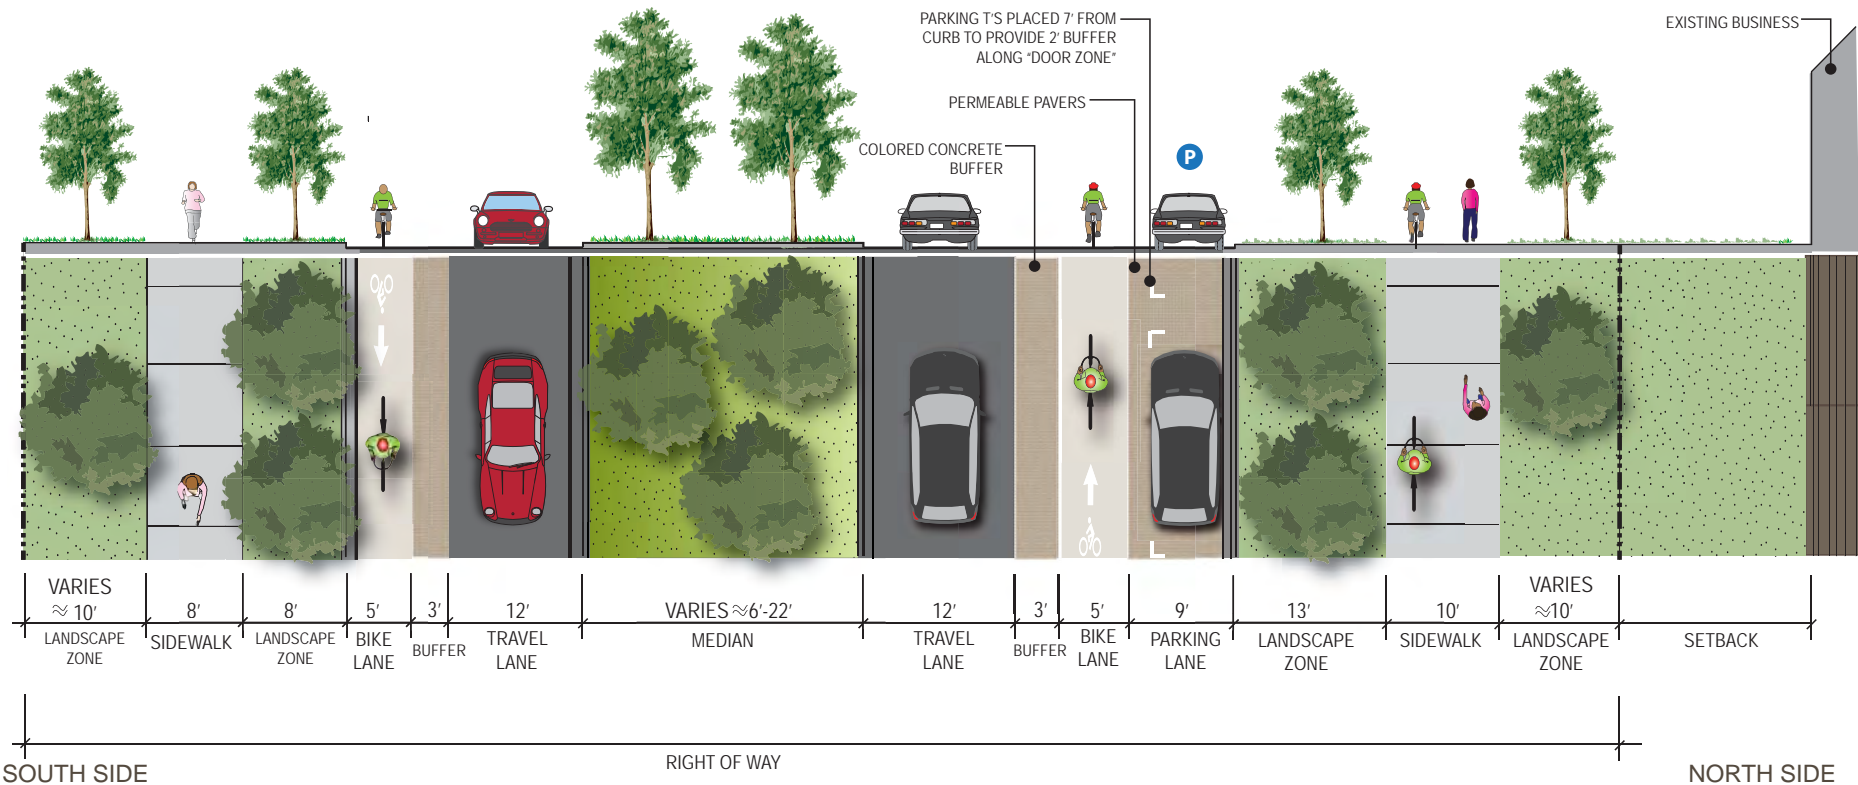 PARKING T'S PLACED 7' FROM
CURB TO PROVIDE 2' BUFFER
ALONG "DOOR ZONE"
EXISTING BUSINESS
PERMEABLE PAVERS
COLORED CONCRETE
BUFFER
P
VARIES
≈ 10'
LANDSCAPE
ZONE
8'
SIDEWALK
8'
LANDSCAPE
ZONE
5'
BIKE
LANE
3'
BUFFER
12'
TRAVEL
LANE
VARIES ≈6'-22'
MEDIAN
12'
TRAVEL
LANE
3'
BUFFER
5'
BIKE
LANE
9'
PARKING
LANE
13'
LANDSCAPE
ZONE
10'
SIDEWALK
VARIES
≈10'
LANDSCAPE
ZONE
SETBACK
RIGHT OF WAY
SOUTH SIDE
NORTH SIDE